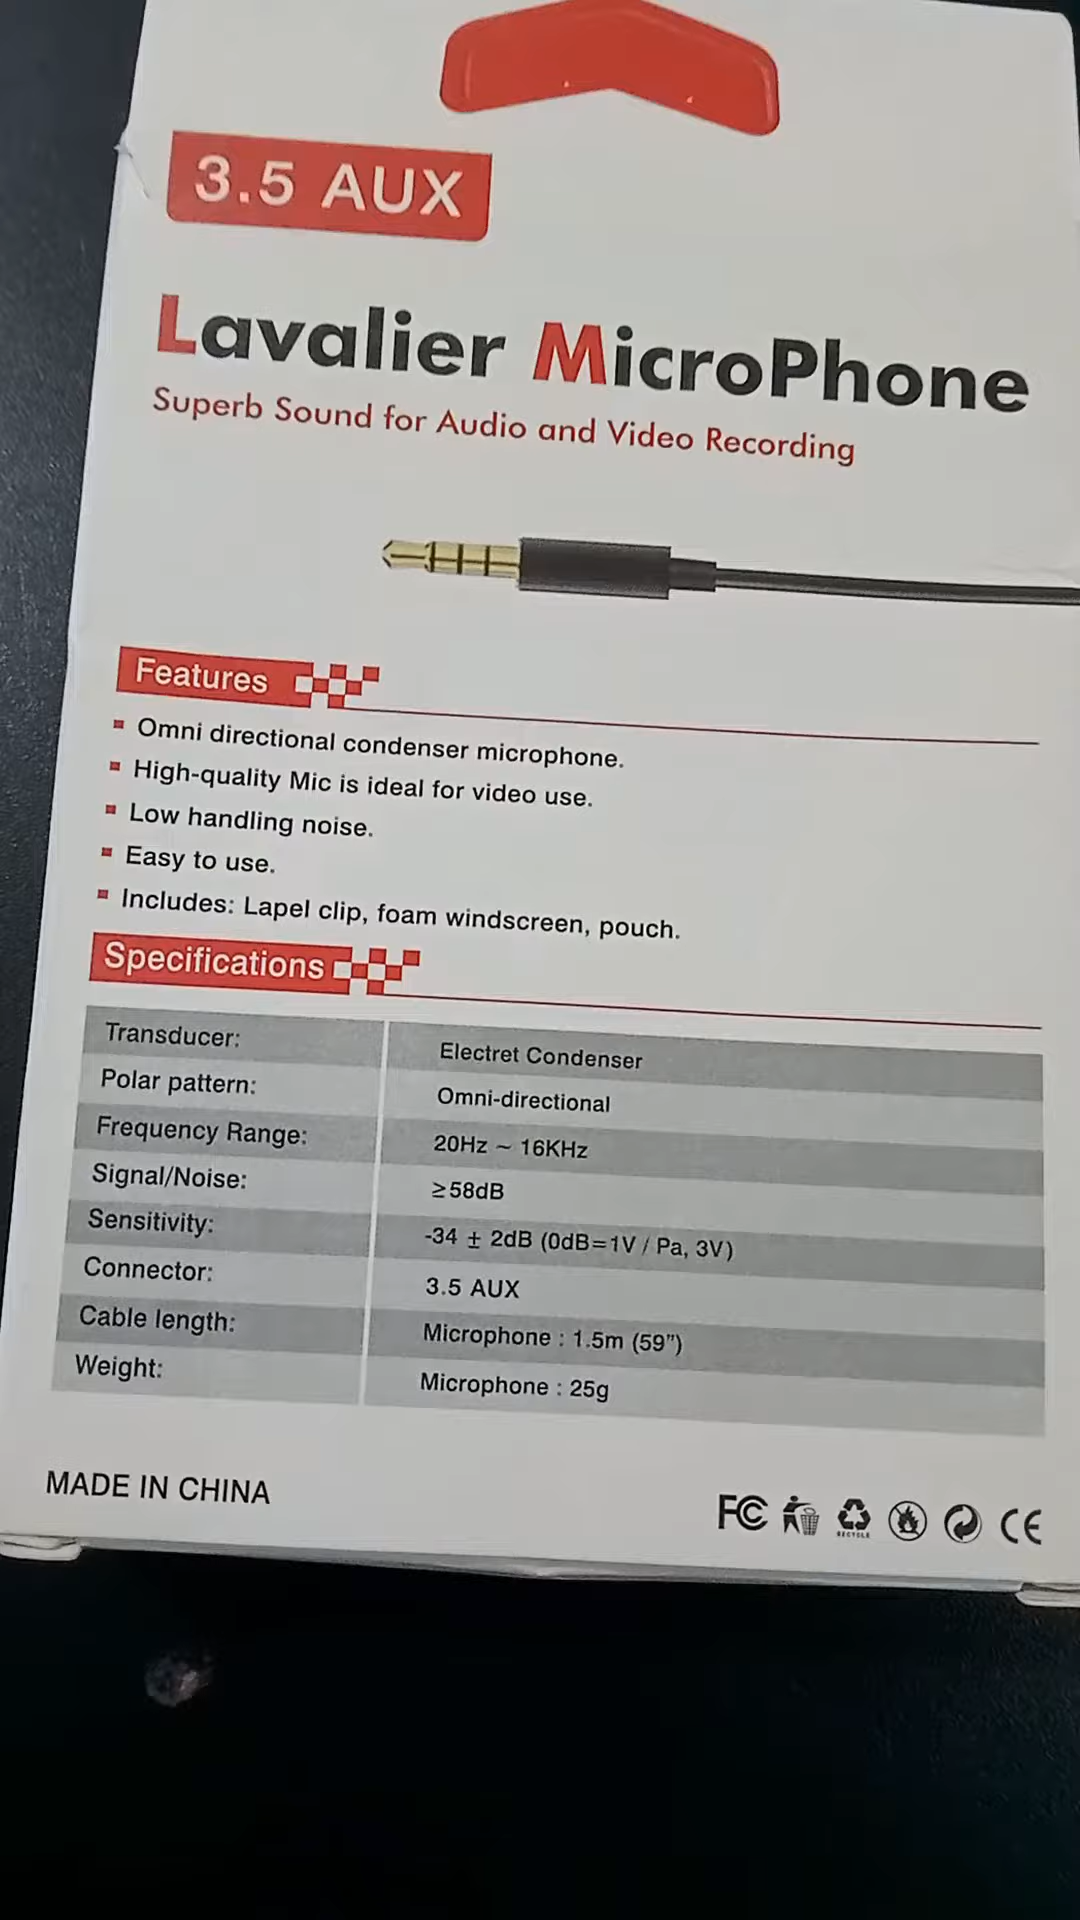 3.5 AUX
Lavalier MicroPhone
Superb Sound for Audio and Video Recording
Features
Omni directional condenser microphone.
High-quality Mic is ideal for video use.
Low handling noise.
Easy to use.
Includes: Lapel clip, foam windscreen, pouch.
Specifications
Transducer: Electret Condenser
Polar pattern: Omni-directional
Frequency Range: 20Hz ~ 16KHz
Signal/Noise: ≥58dB
Sensitivity: -34 ± 2dB (0dB=1V / Pa, 3V)
Connector: 3.5 AUX
Cable length: Microphone : 1.5m (59”)
Weight: Microphone : 25g
MADE IN CHINA
FC RECYCLE CE